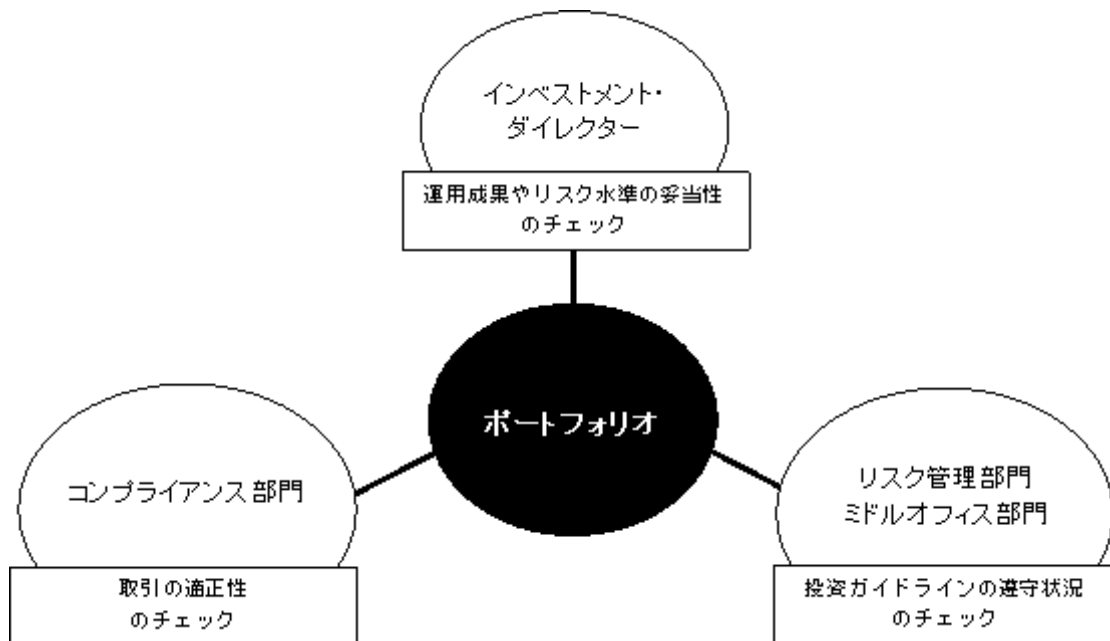 インベストメント・
ダイレクター
運用成果やリスク水準の妥当性
のチェック
ポートフォリオ
コンプライアンス部門
取引の適正性
のチェック
リスク管理部門
ミドルオフィス部門
投資ガイドラインの遵守状況
のチェック